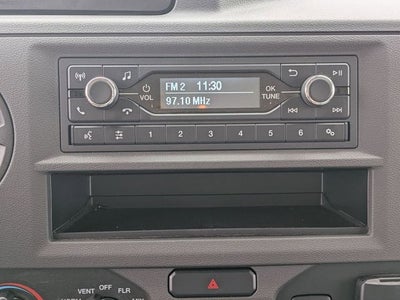 FM 2 11:30
97.10 MHz
VOL
OK
TUNE
1 2 3 4 5 6
VENT OFF FLR